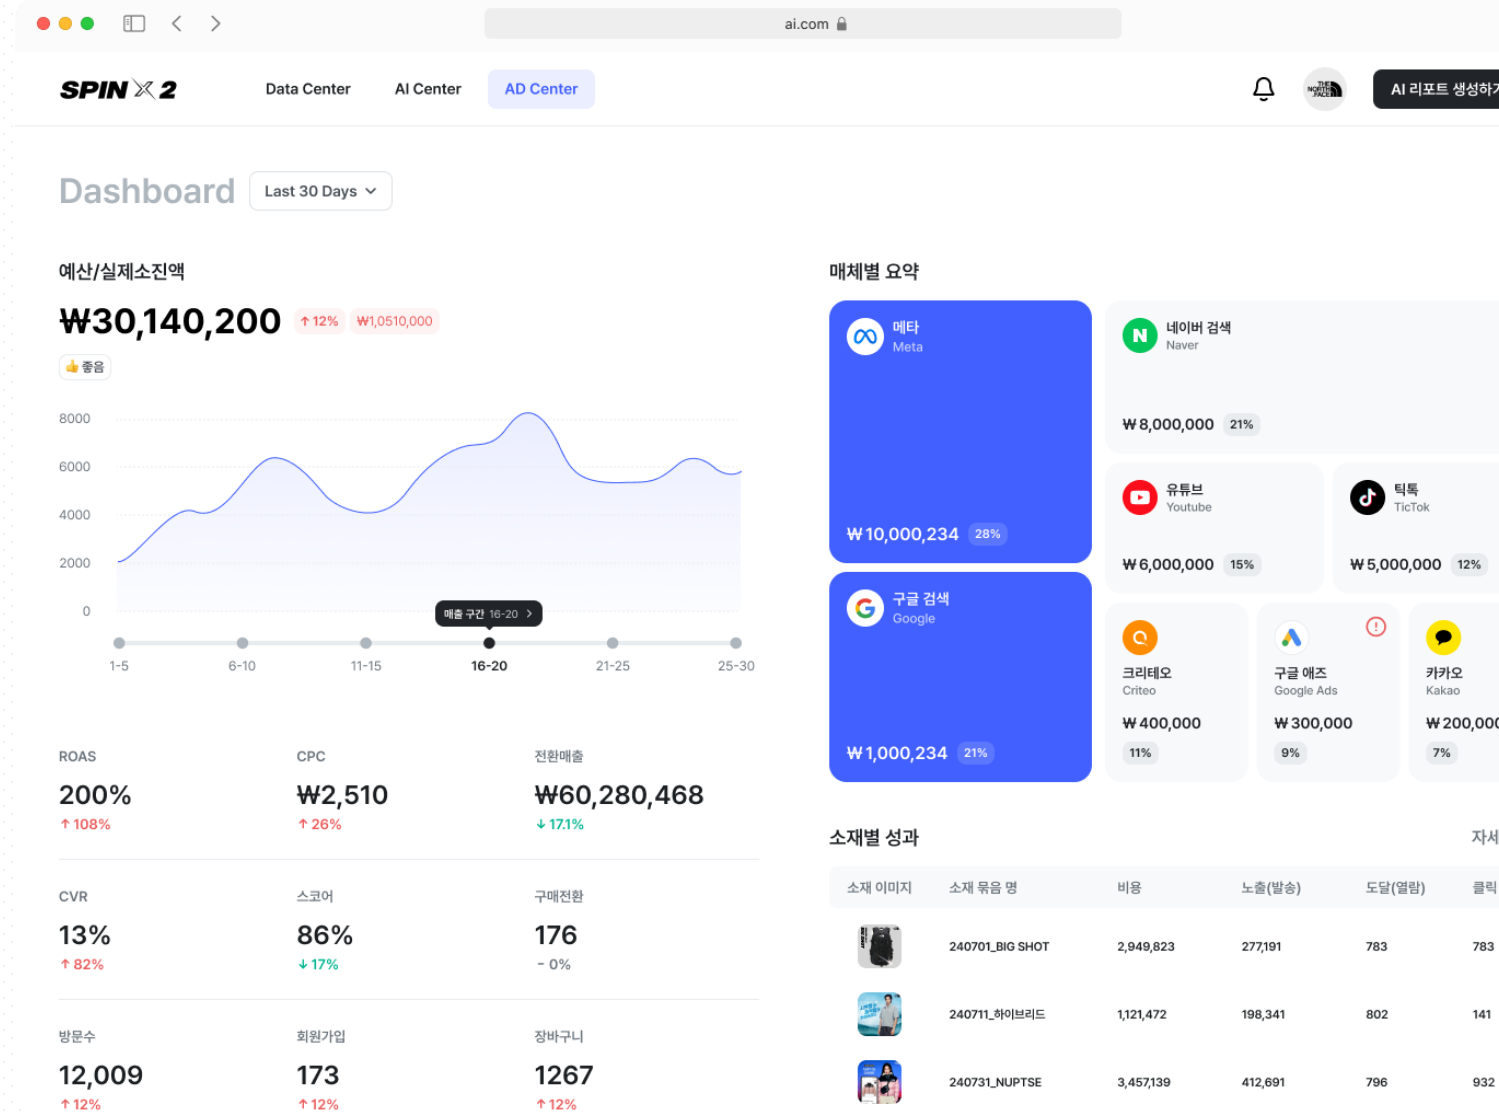 ai.com
SPIN X 2
Data Center
AI Center
AD Center
THE NORTH FACE
AI 리포트 생성하기
Dashboard
Last 30 Days
예산/실제소진액
₩30,140,200
↑ 12%
₩1,0510,000
👍 좋음
8000
6000
4000
2000
0
매출 구간 16-20 >
1-5
6-10
11-15
16-20
21-25
25-30
ROAS
200%
↑ 108%
CPC
₩2,510
↑ 26%
전환매출
₩60,280,468
↓ 17.1%
CVR
13%
↑ 82%
스코어
86%
↓ 17%
구매전환
176
- 0%
방문수
12,009
↑ 12%
회원가입
173
↑ 12%
장바구니
1267
↑ 12%
매체별 요약
메타
Meta
₩10,000,234
28%
네이버 검색
Naver
₩8,000,000
21%
유튜브
Youtube
₩6,000,000
15%
틱톡
TicTok
₩5,000,000
12%
구글 검색
Google
₩1,000,234
21%
크리테오
Criteo
₩400,000
11%
구글 애즈
Google Ads
₩300,000
9%
카카오
Kakao
₩200,000
7%
소재별 성과
자세
소재 이미지
소재 묶음 명
비용
노출(발송)
도달(열람)
클릭
240701_BIG SHOT
2,949,823
277,191
783
783
240711_하이브리드
1,121,472
198,341
802
141
240731_NUPTSE
3,457,139
412,691
796
932